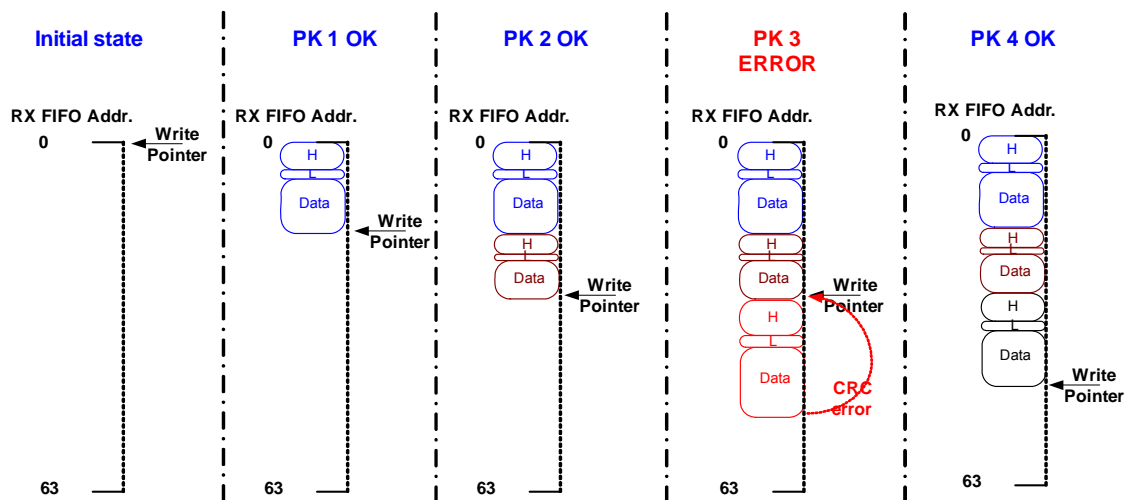 Initial state
RX FIFO Addr.
0
Write
Pointer
63
PK 1 OK
RX FIFO Addr.
0
H
L
Data
Write
Pointer
63
PK 2 OK
RX FIFO Addr.
0
H
L
Data
H
L
Data
Write
Pointer
63
PK 3
ERROR
RX FIFO Addr.
0
H
L
Data
H
L
Data
Write
Pointer
H
L
Data
CRC
error
63
PK 4 OK
RX FIFO Addr.
0
H
L
Data
H
L
Data
H
L
Data
Write
Pointer
63